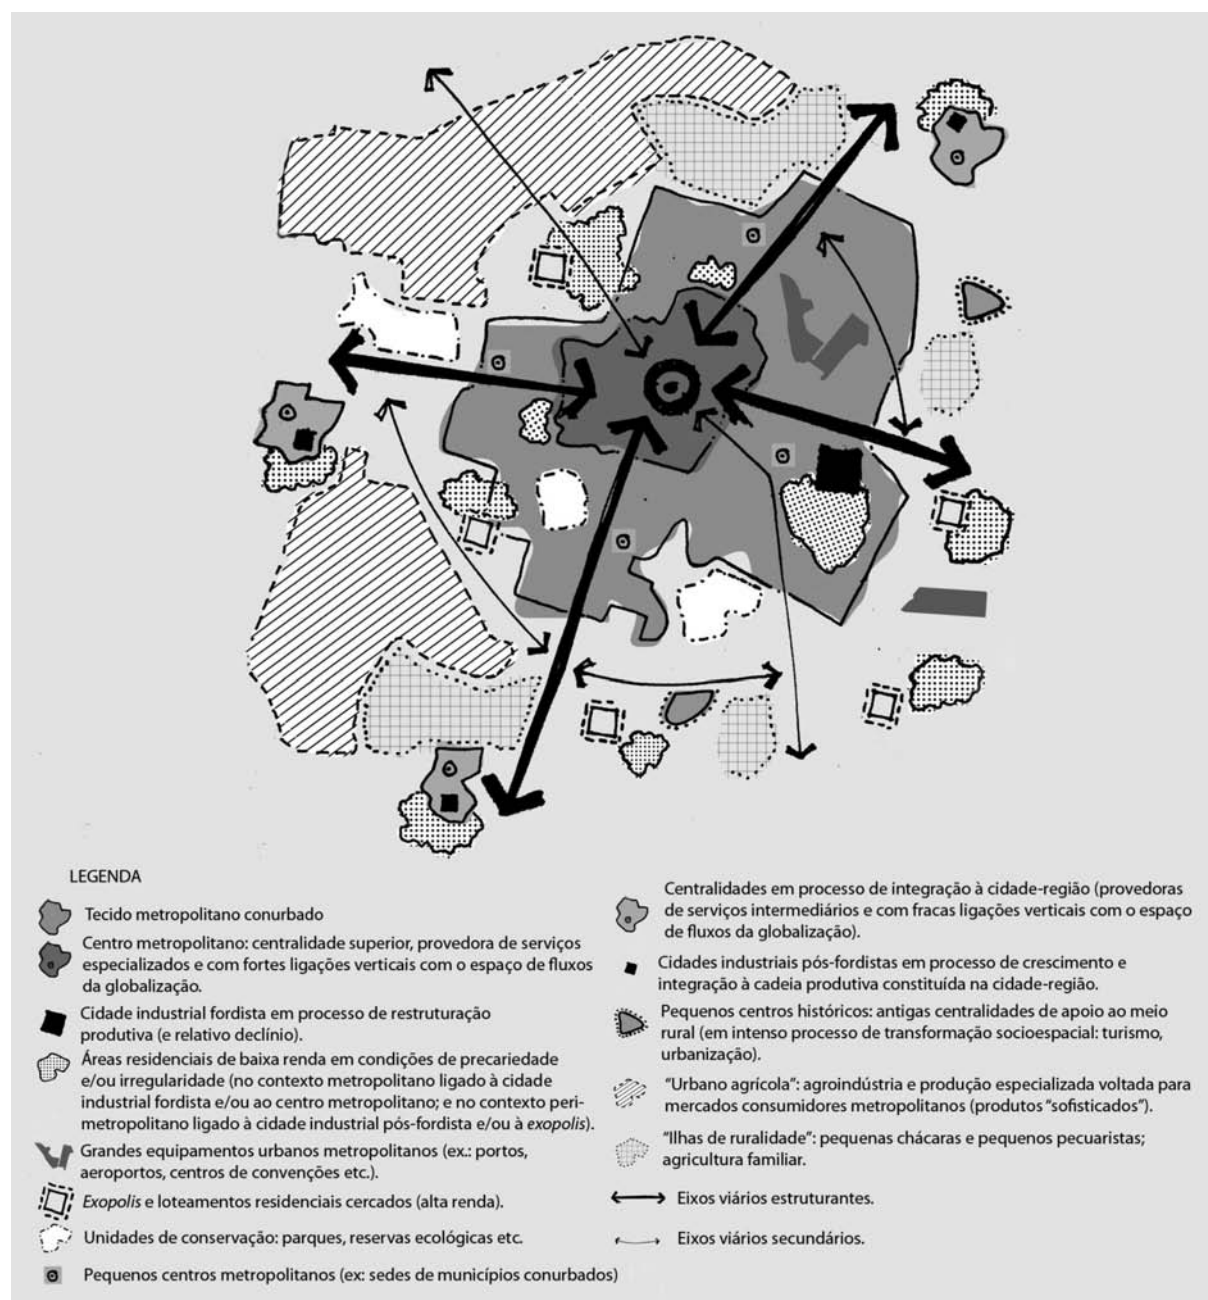 LEGENDA
Tecido metropolitano conurbado
Centro metropolitano: centralidade superior, provedora de serviços
especializados e com fortes ligações verticais com o espaço de fluxos
da globalização.
Cidade industrial fordista em processo de restruturação
produtiva (e relativo declínio).
Áreas residenciais de baixa renda em condições de precariedade
e/ou irregularidade (no contexto metropolitano ligado à cidade
industrial fordista e/ou ao centro metropolitano; e no contexto peri-
metropolitano ligado à cidade industrial pós-fordista e/ou à exopolis).
Grandes equipamentos urbanos metropolitanos (ex.: portos,
aeroportos, centros de convenções etc.).
Exopolis e loteamentos residenciais cercados (alta renda).
Unidades de conservação: parques, reservas ecológicas etc.
Pequenos centros metropolitanos (ex: sedes de municípios conurbados)
Centralidades em processo de integração à cidade-região (provedoras
de serviços intermediários e com fracas ligações verticais com o espaço
de fluxos da globalização).
Cidades industriais pós-fordistas em processo de crescimento e
integração à cadeia produtiva constituída na cidade-região.
Pequenos centros históricos: antigas centralidades de apoio ao meio
rural (em intenso processo de transformação socioespacial: turismo,
urbanização).
“Urbano agrícola”: agroindústria e produção especializada voltada para
mercados consumidores metropolitanos (produtos “sofisticados”).
“Ilhas de ruralidade”: pequenas chácaras e pequenos pecuaristas;
agricultura familiar.
Eixos viários estruturantes.
Eixos viários secundários.